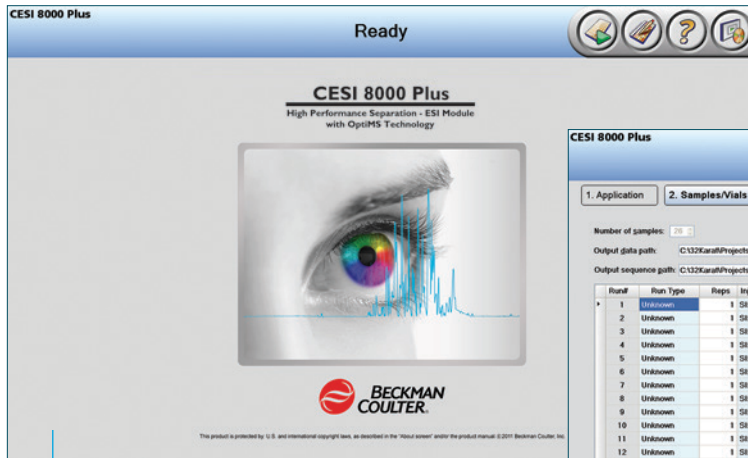 CESI 8000 Plus
Ready
CESI 8000 Plus
High Performance Separation - ESI Module
with OptiMS Technology
BECKMAN
COULTER.
This product is protected by U.S. and international copyright laws, as described in the "About screen" and/or the product manual. ©2011 Beckman Coulter, Inc.
CESI 8000 Plus
1. Application
2. Samples/Vials
Number of samples: 26
Output data path: C:\32Karat\Projects
Output sequence path: C:\32Karat\Projects
Run# Run Type Reps
1 Unknown 1
2 Unknown 1
3 Unknown 1
4 Unknown 1
5 Unknown 1
6 Unknown 1
7 Unknown 1
8 Unknown 1
9 Unknown 1
10 Unknown 1
11 Unknown 1
12 Unknown 1